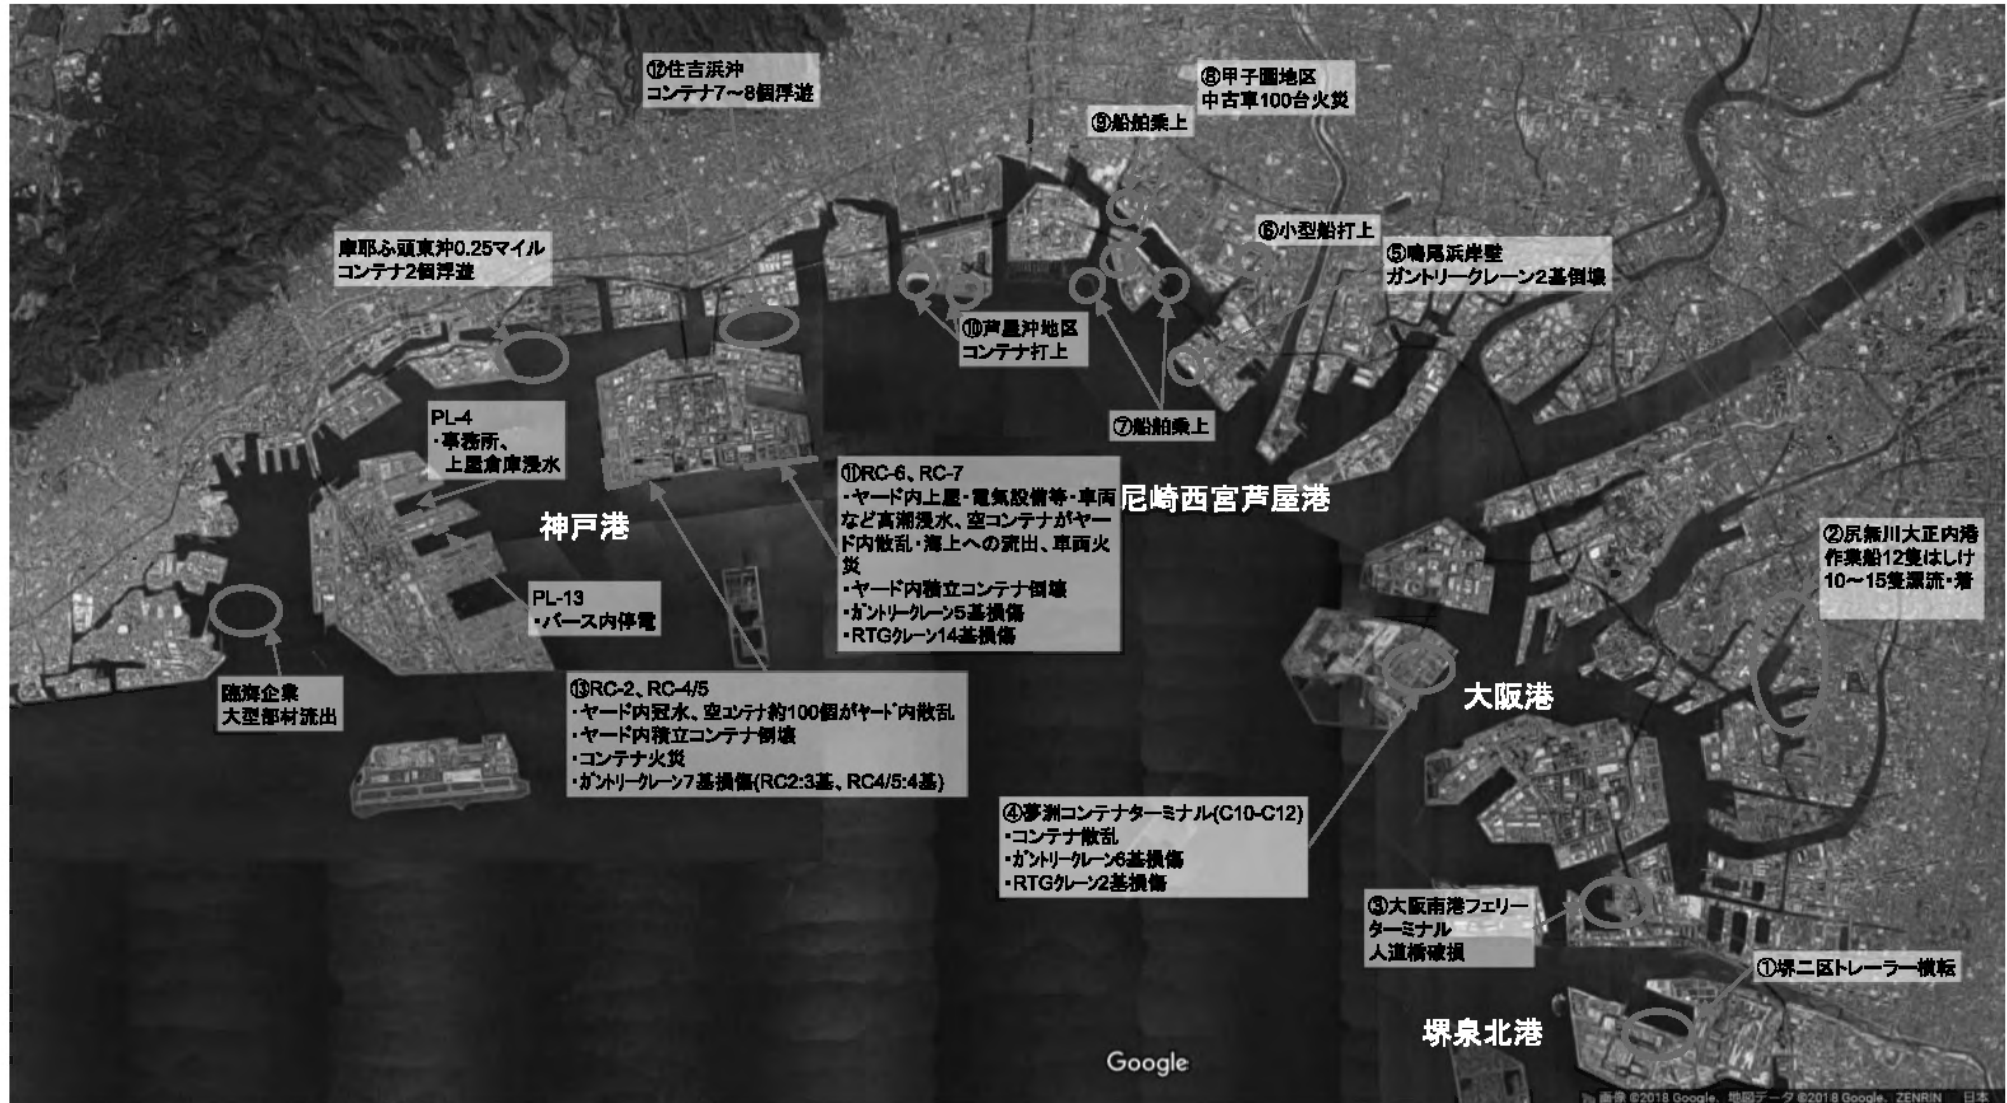 ⑫住吉浜沖
コンテナ7～8個浮遊
⑧甲子園地区
中古車100台火災
⑨船舶乗上
摩耶ふ頭東沖0.25マイル
コンテナ2個浮遊
⑥小型船打上
⑤鳴尾浜岸壁
ガントリークレーン2基倒壊
⑩芦屋沖地区
コンテナ打上
⑦船舶乗上
PL-4
・事務所、
上屋倉庫浸水
神戸港
PL-13
・バース内停電
⑪RC-6、RC-7
・ヤード内上屋・電気設備等・車両
など高潮浸水、空コンテナがヤー
ド内散乱・海上への流出、車両火
災
・ヤード内積立コンテナ倒壊
・ガントリークレーン5基損傷
・RTGクレーン14基損傷
尼崎西宮芦屋港
②尻無川大正内港
作業船12隻はしけ
10～15隻漂流・着
臨海企業
大型部材流出
⑬RC-2、RC-4/5
・ヤード内冠水、空コンテナ約100個がヤード内散乱
・ヤード内積立コンテナ倒壊
・コンテナ火災
・ガントリークレーン7基損傷(RC2:3基、RC4/5:4基)
大阪港
④夢洲コンテナターミナル(C10-C12)
・コンテナ散乱
・ガントリークレーン6基損傷
・RTGクレーン2基損傷
③大阪南港フェリー
ターミナル
人道橋破損
①堺二区トレーラー横転
堺泉北港
Google
画像 ©2018 Google、地図データ ©2018 Google、ZENRIN 日本